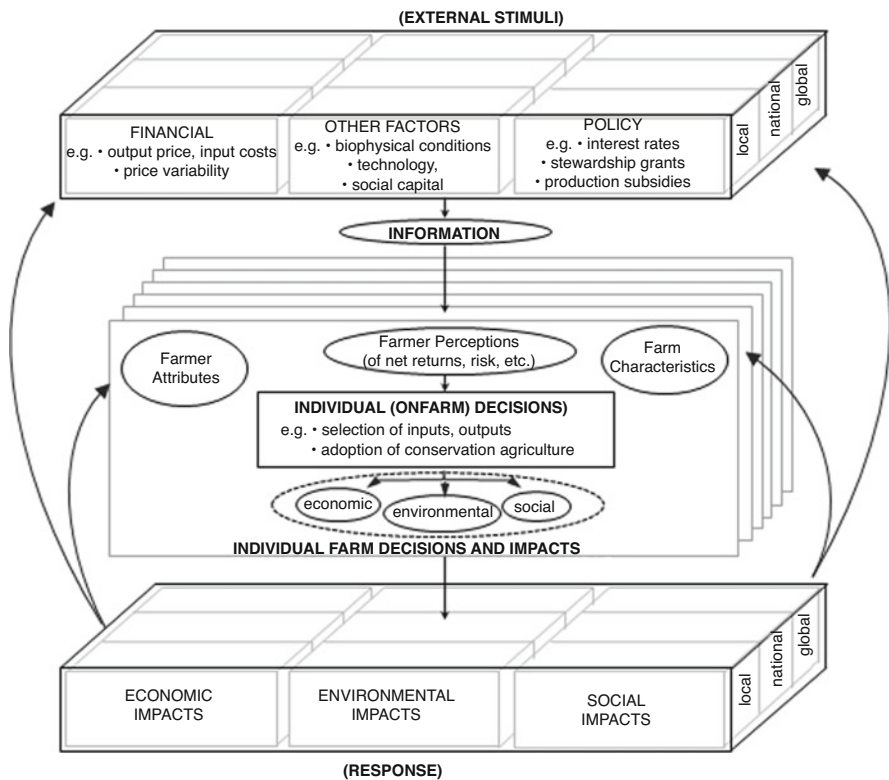 (EXTERNAL STIMULI)
FINANCIAL
e.g. • output price, input costs
• price variability
OTHER FACTORS
e.g. • biophysical conditions
• technology,
• social capital
POLICY
e.g. • interest rates
• stewardship grants
• production subsidies
local
national
global
INFORMATION
Farmer
Attributes
Farmer Perceptions
(of net returns, risk, etc.)
Farm
Characteristics
INDIVIDUAL (ONFARM) DECISIONS)
e.g. • selection of inputs, outputs
• adoption of conservation agriculture
economic
environmental
social
INDIVIDUAL FARM DECISIONS AND IMPACTS
ECONOMIC
IMPACTS
ENVIRONMENTAL
IMPACTS
SOCIAL
IMPACTS
local
national
global
(RESPONSE)